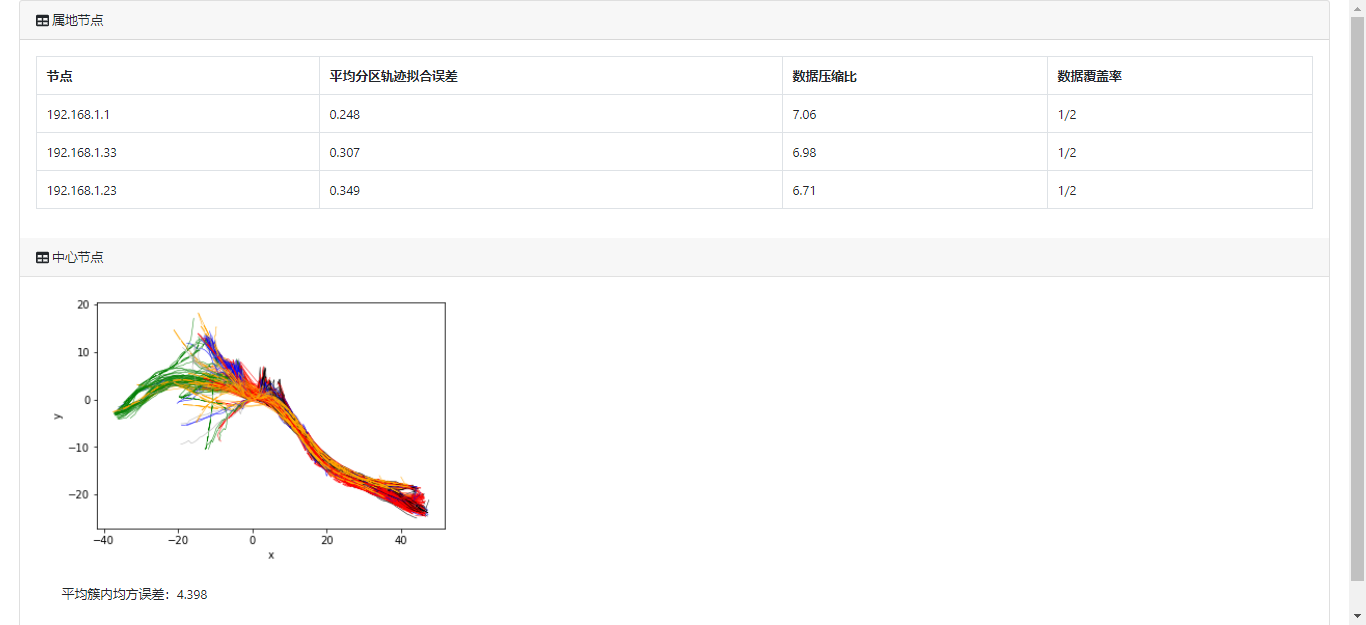 属地节点
节点 平均分区轨迹拟合误差 数据压缩比 数据覆盖率
192.168.1.1 0.248 7.06 1/2
192.168.1.33 0.307 6.98 1/2
192.168.1.23 0.349 6.71 1/2
中心节点
20
10
0
−10
−20
y
−40 −20 0 20 40
x
平均簇内均方误差：4.398